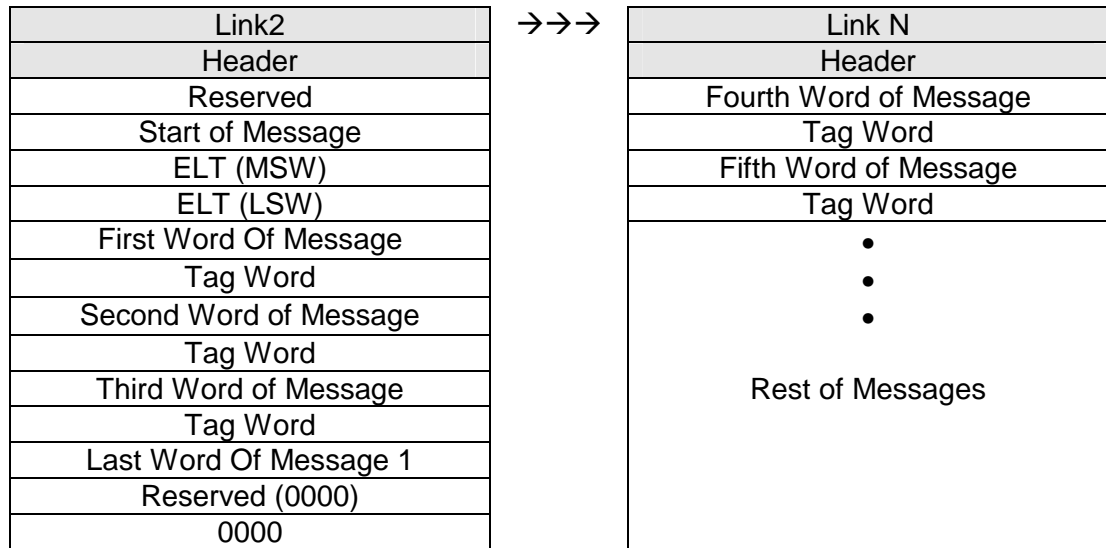 Link2
Header
Reserved
Start of Message
ELT (MSW)
ELT (LSW)
First Word Of Message
Tag Word
Second Word of Message
Tag Word
Third Word of Message
Tag Word
Last Word Of Message 1
Reserved (0000)
0000
→→→
Link N
Header
Fourth Word of Message
Tag Word
Fifth Word of Message
Tag Word
•
•
•
Rest of Messages